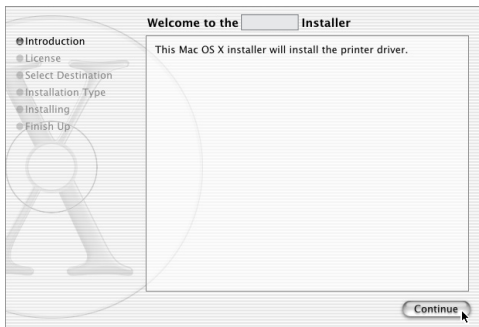 Welcome to the Installer
Introduction
License
Select Destination
Installation Type
Installing
Finish Up
This Mac OS X installer will install the printer driver.
Continue